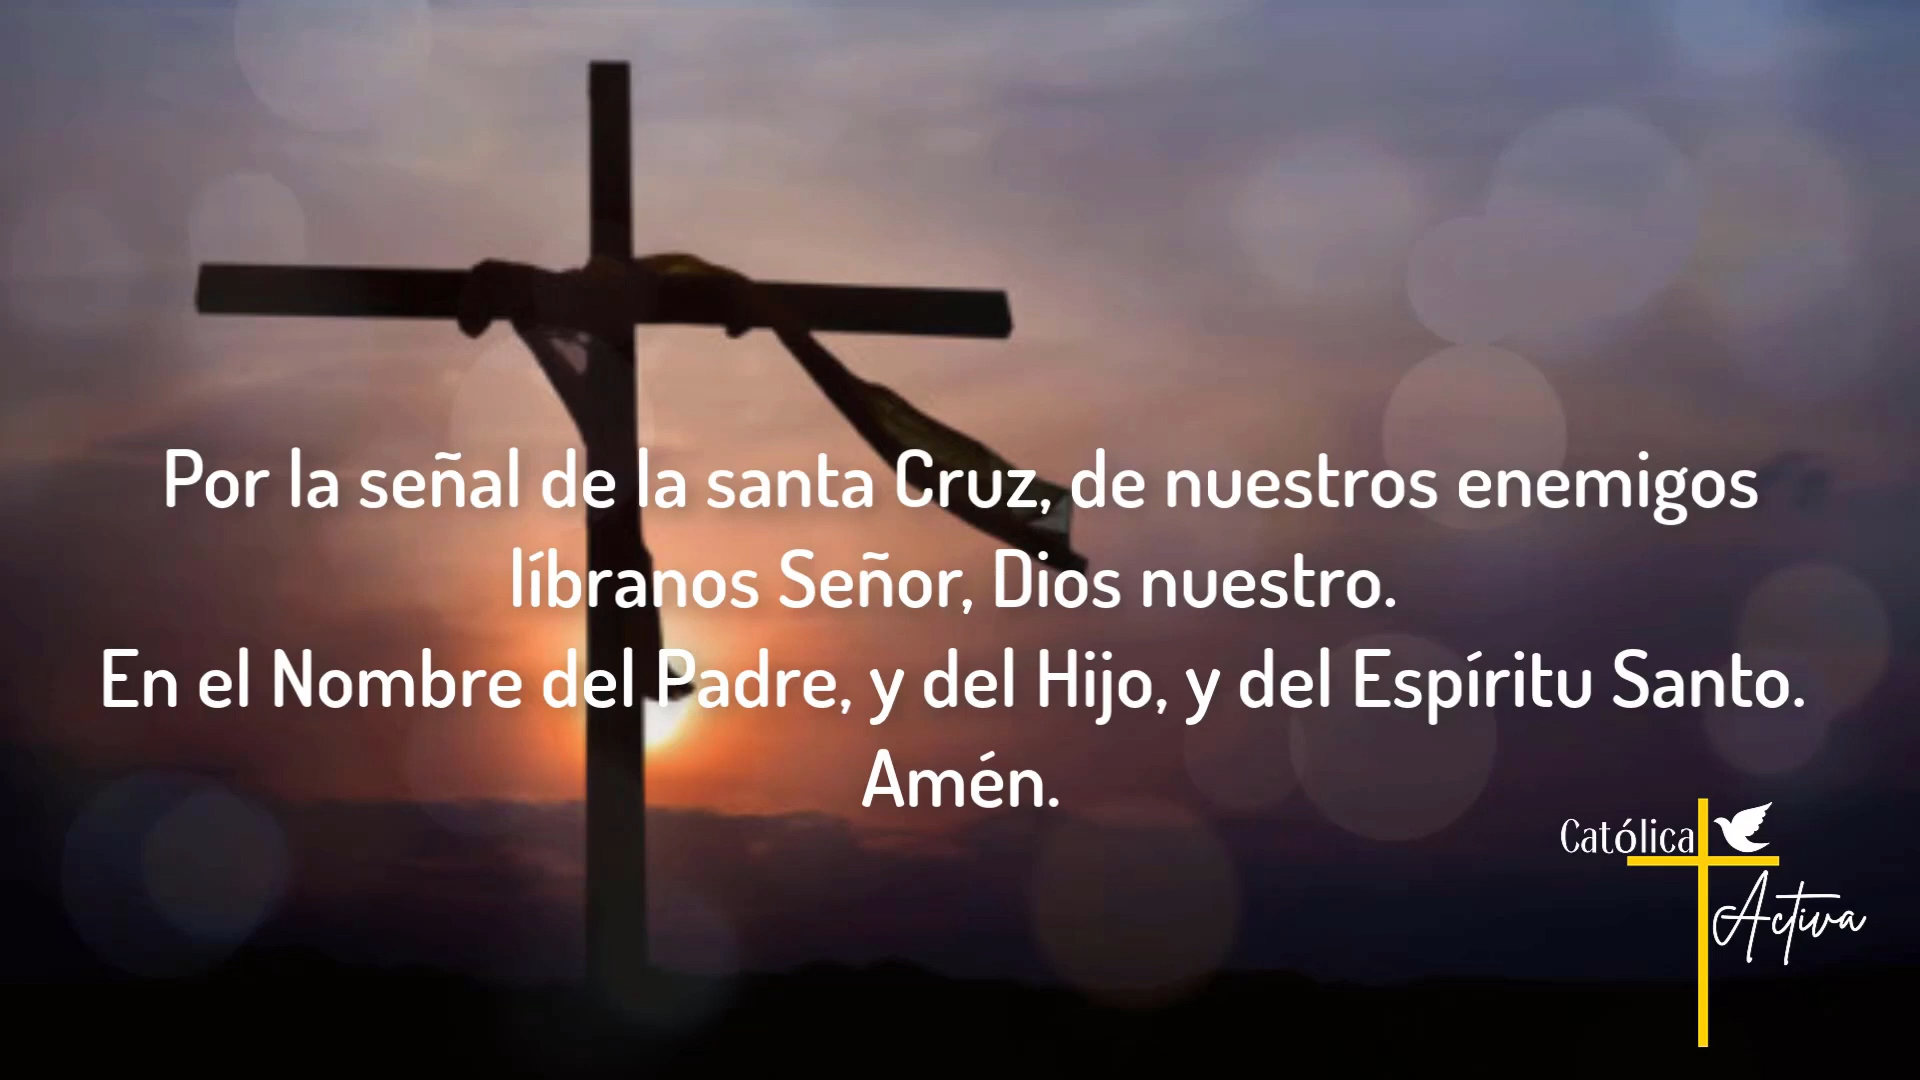 Por la señal de la santa Cruz, de nuestros enemigos
líbranos Señor, Dios nuestro.
En el Nombre del Padre, y del Hijo, y del Espíritu Santo.
Amén.
Católica
Activa